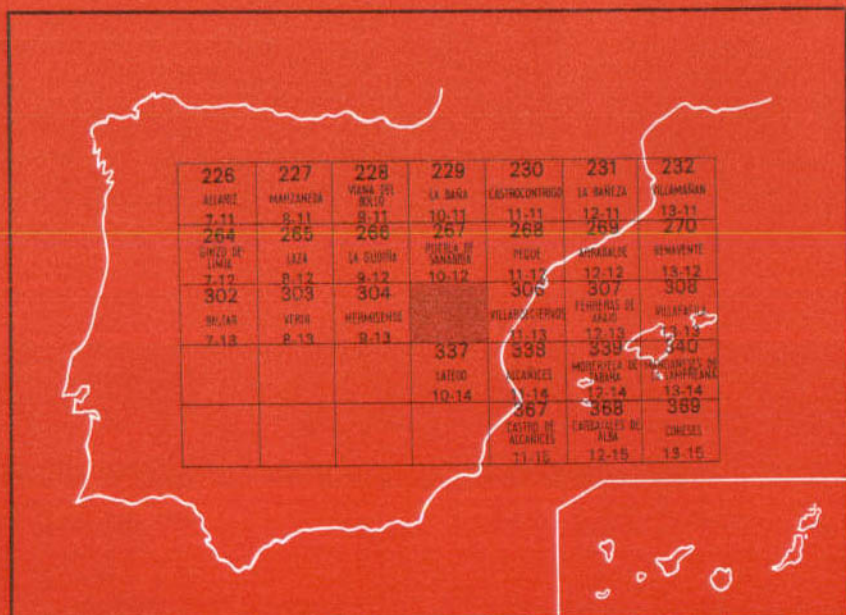 226 227 228 229 230 231 232
ALLARIZ MANZANEDA VIANA DEL BOLLO LA BAÑA CASTROCONTRIGO LA BAÑEZA VILLAMAÑAN
7-11 8-11 9-11 10-11 11-11 12-11 13-11
264 265 266 267 268 269 270
GINZO DE LIMIA LAZA LA GUDIÑA PUEBLA DE SANABRIA PEQUE ARRABALDE BENAVENTE
7-12 8-12 9-12 10-12 11-12 12-12 13-12
302 303 304 306 307 308
BALTAR VERIN HERMISENDE VILLARDECIERVOS FERRERAS DE ABAJO VILLAFAFILA
7-13 8-13 9-13 11-13 12-13 13-13
337 338 339 340
LATEDO ALCAÑICES MORERUELA DE TABARA MANGANESES DE LA LAMPREANA
10-14 11-14 12-14 13-14
367 368 369
CASTRO DE ALCAÑICES CARBAJALES DE ALBA CORESES
11-15 12-15 13-15